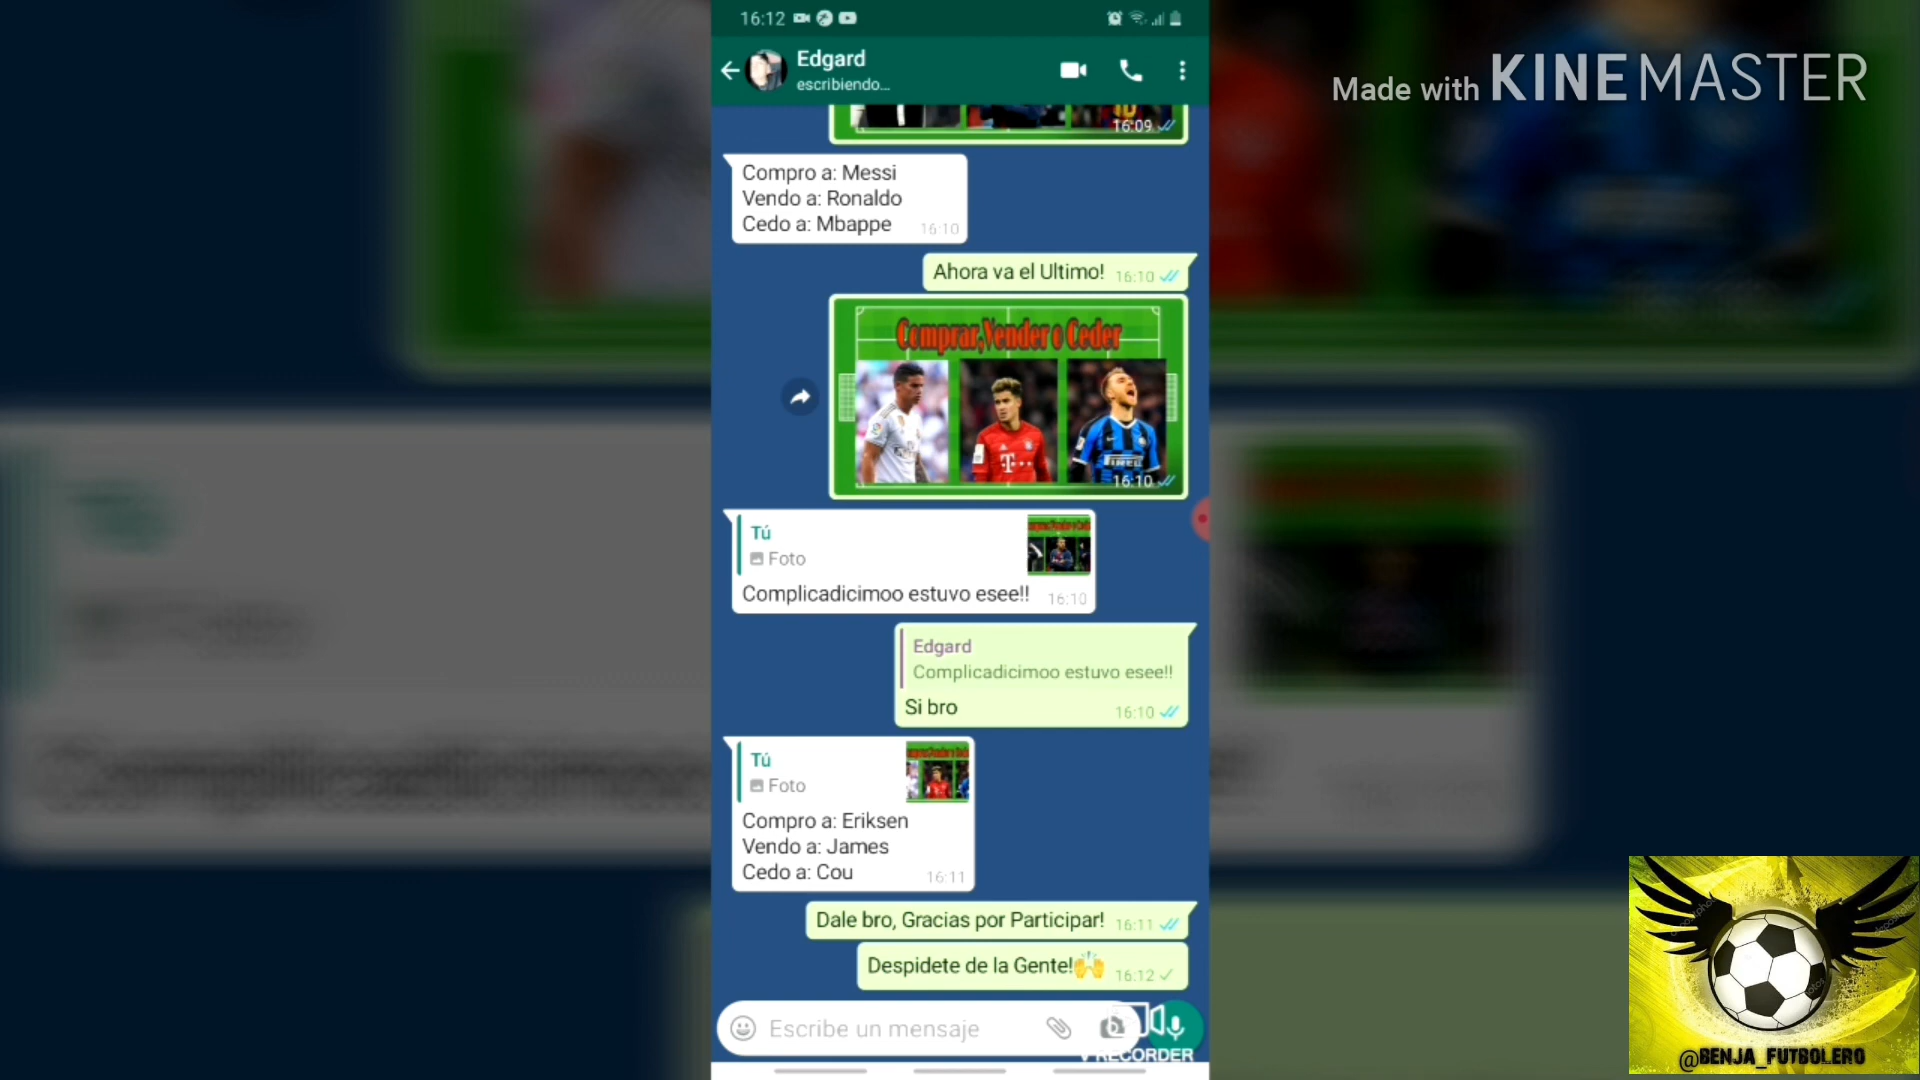 16:12
Edgard
escribiendo...
Made with KINEMASTER
16:09
Compro a: Messi
Vendo a: Ronaldo
Cedo a: Mbappe
16:10
Ahora va el Ultimo!
16:10
Comprar,Vender o Ceder
16:10
Tú
Foto
Complicadicimoo estuvo esee!!
16:10
Edgard
Complicadicimoo estuvo esee!!
Si bro
16:10
Tú
Foto
Compro a: Eriksen
Vendo a: James
Cedo a: Cou
16:11
Dale bro, Gracias por Participar!
16:11
Despidete de la Gente!🙌
16:12
Escribe un mensaje
V RECORDER
@BENJA_FUTBOLERO